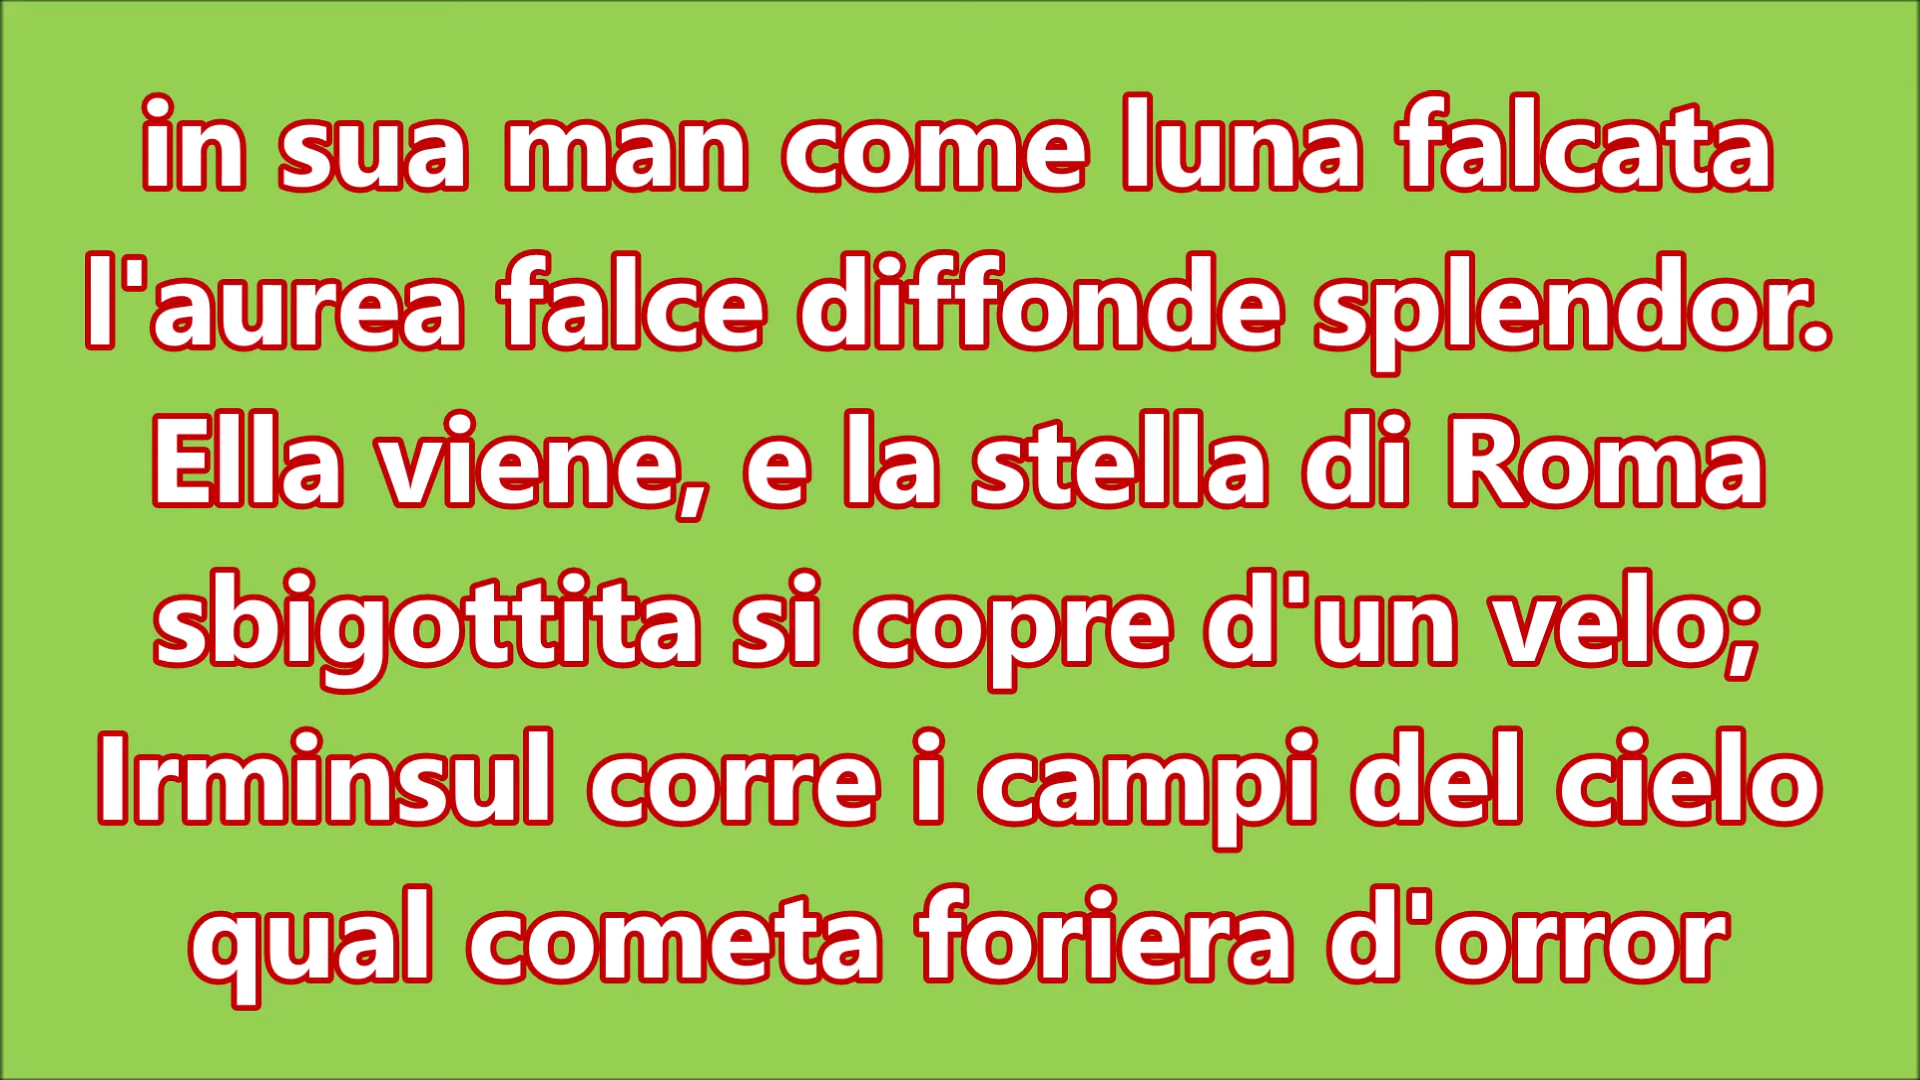 in sua man come luna falcata
l'aurea falce diffonde splendor.
Ella viene, e la stella di Roma
sbigottita si copre d'un velo;
Irminsul corre i campi del cielo
qual cometa foriera d'orror